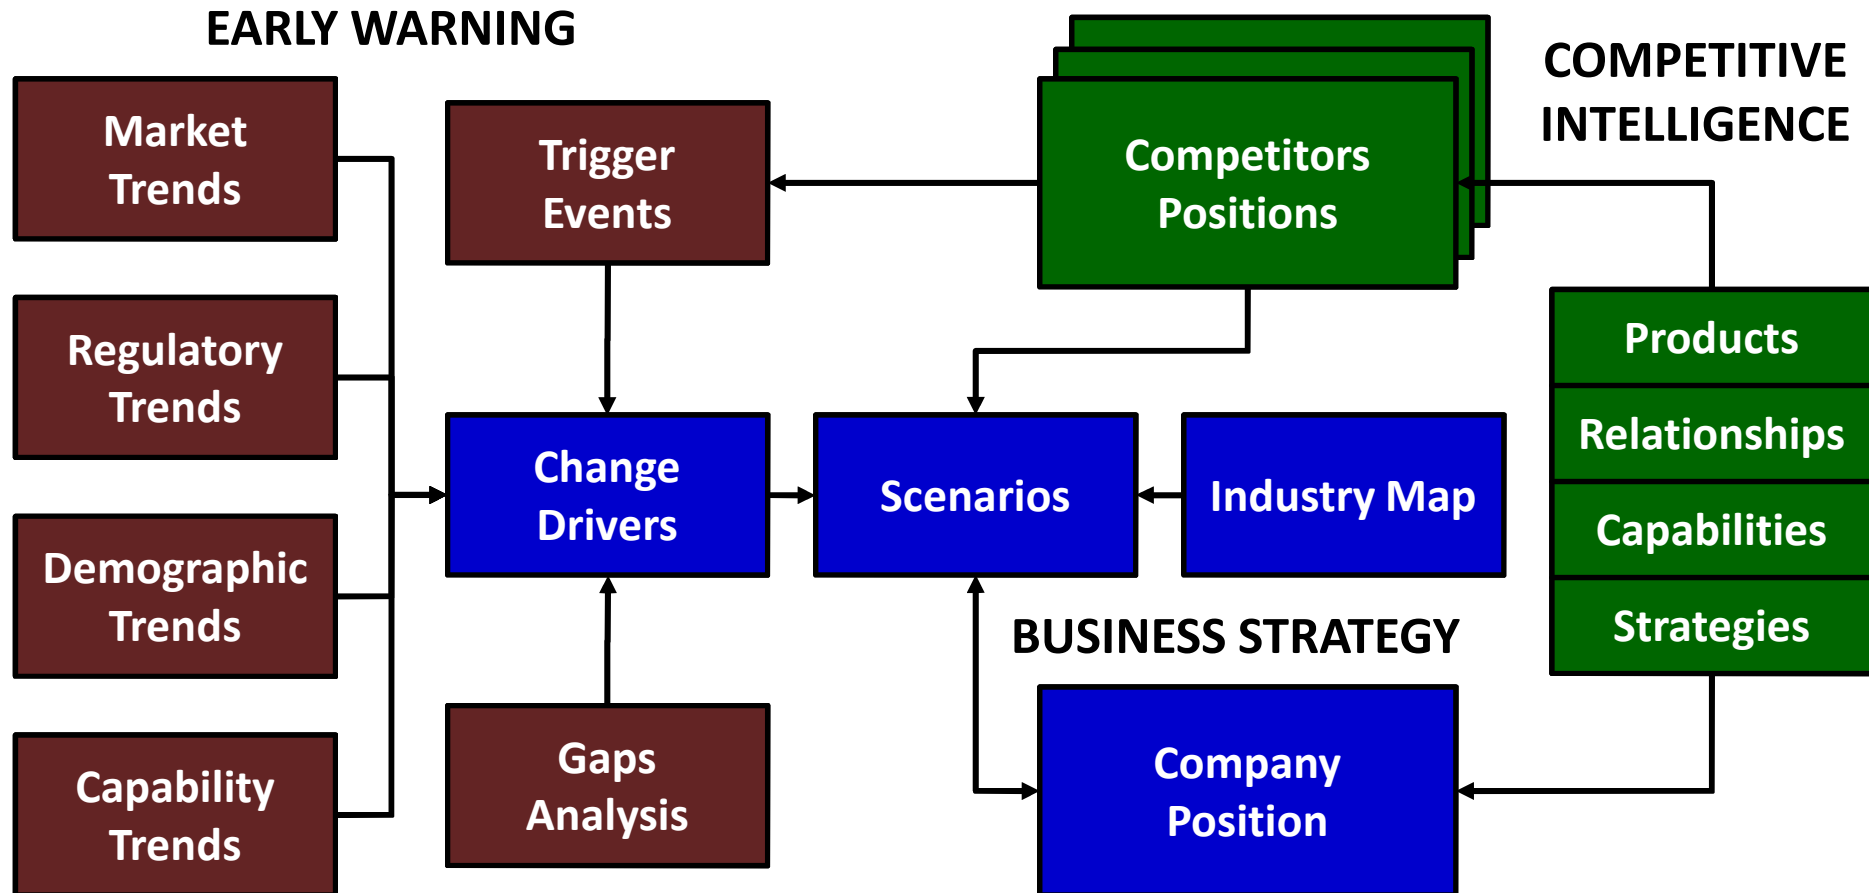 EARLY WARNING
COMPETITIVE
INTELLIGENCE
Market
Trends
Trigger
Events
Competitors
Positions
Regulatory
Trends
Products
Relationships
Capabilities
Strategies
Change
Drivers
Scenarios
Industry Map
Demographic
Trends
BUSINESS STRATEGY
Capability
Trends
Gaps
Analysis
Company
Position